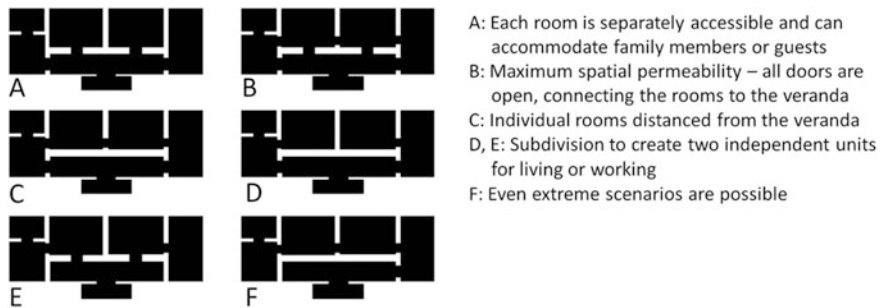 A: Each room is separately accessible and can
accommodate family members or guests
B: Maximum spatial permeability – all doors are
open, connecting the rooms to the veranda
C: Individual rooms distanced from the veranda
D, E: Subdivision to create two independent units
for living or working
F: Even extreme scenarios are possible
A
B
C
D
E
F